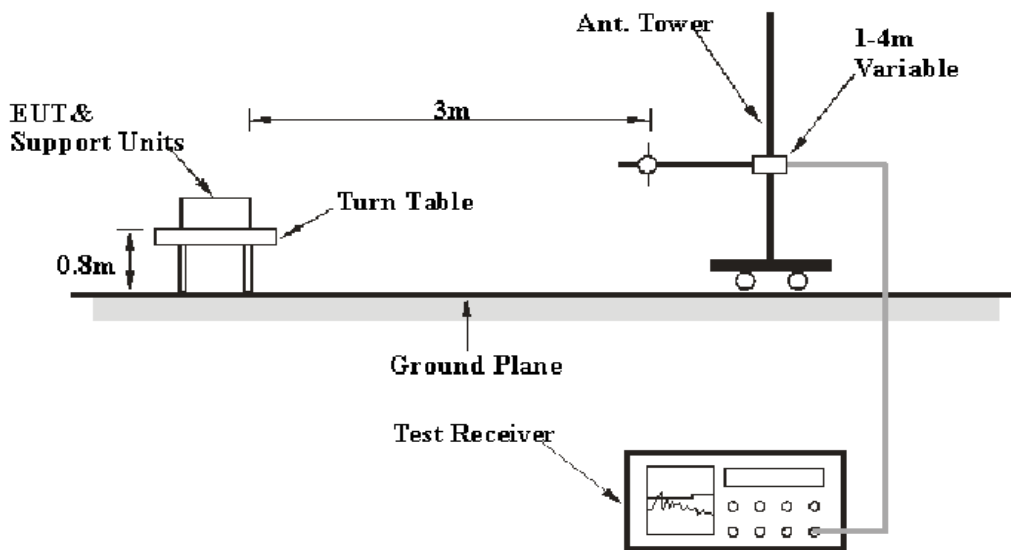 Ant. Tower
1-4m
Variable
3m
EUT&
Support Units
Turn Table
0.8m
Ground Plane
Test Receiver